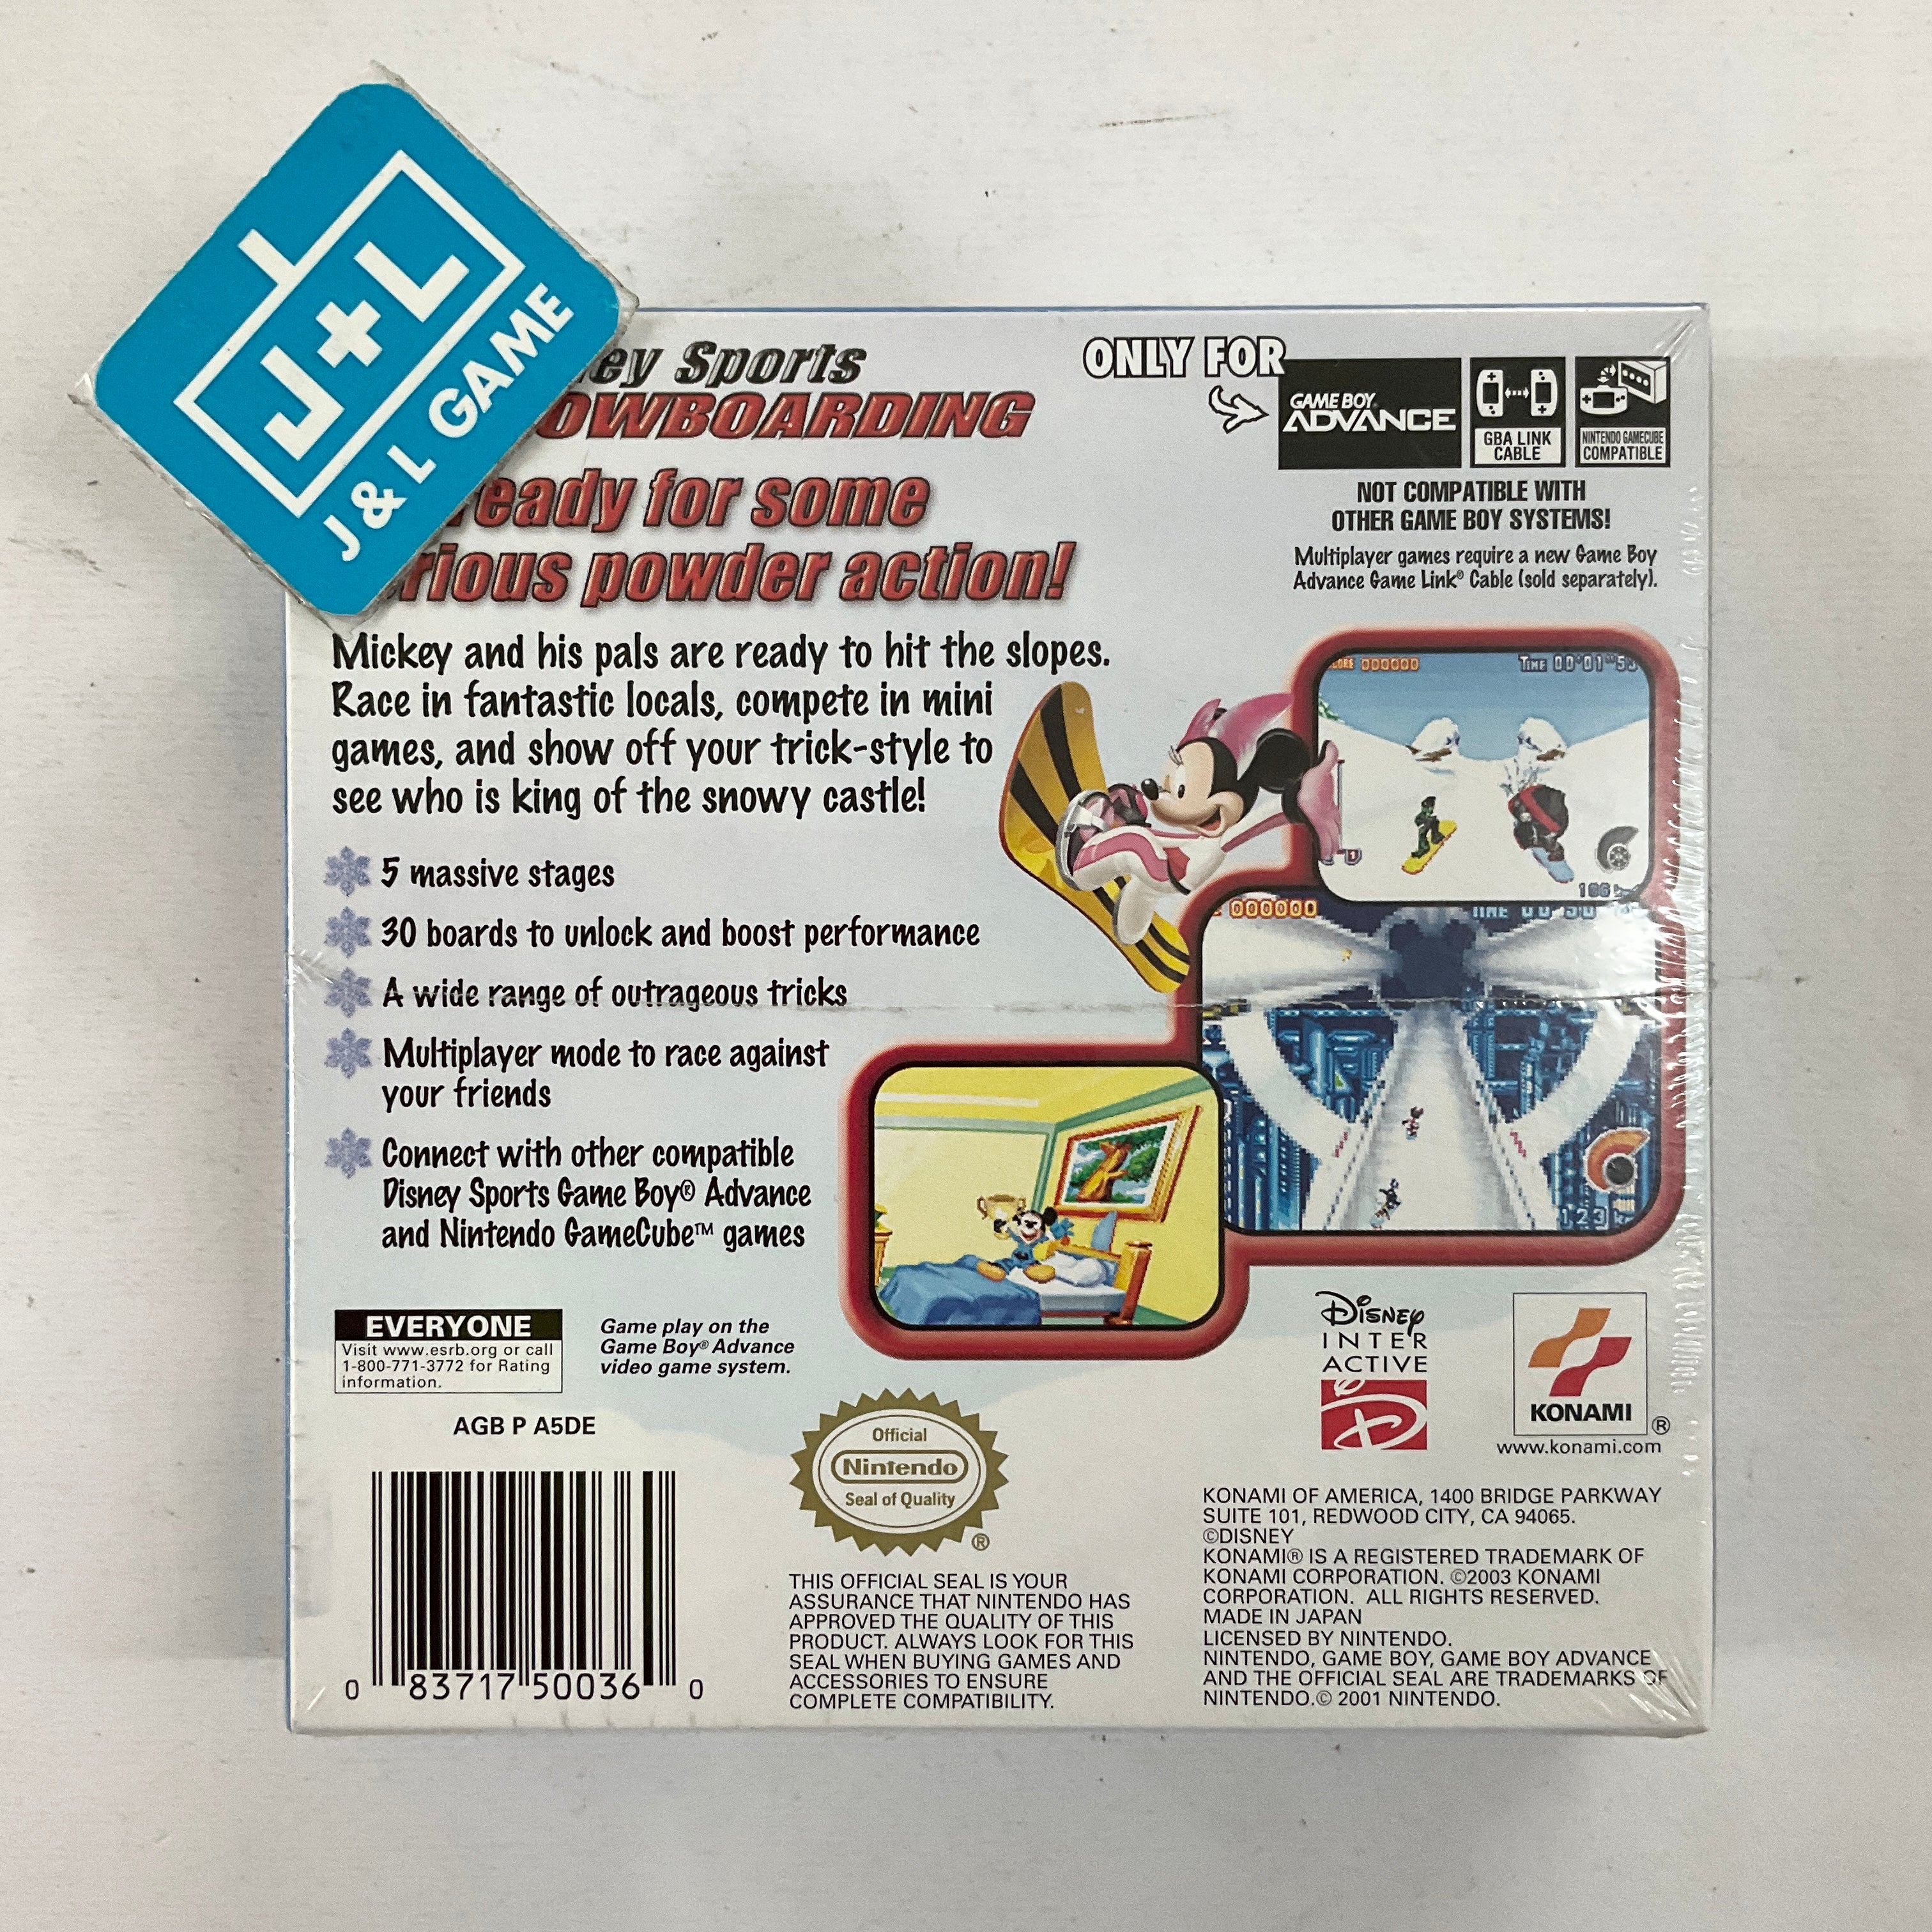 J+L
J & L GAME
ey Sports
OWBOARDING
eady for some
rious powder action!
Mickey and his pals are ready to hit the slopes.
Race in fantastic locals, compete in mini
games, and show off your trick-style to
see who is king of the snowy castle!
5 massive stages
30 boards to unlock and boost performance
A wide range of outrageous tricks
Multiplayer mode to race against
your friends
Connect with other compatible
Disney Sports Game Boy® Advance
and Nintendo GameCube™ games
ONLY FOR
GAME BOY
ADVANCE
GBA LINK
CABLE
NINTENDO GAMECUBE
COMPATIBLE
NOT COMPATIBLE WITH
OTHER GAME BOY SYSTEMS!
Multiplayer games require a new Game Boy
Advance Game Link® Cable (sold separately).
ORE 000000
TIME 00'01"5
000000
123
EVERYONE
Visit www.esrb.org or call
1-800-771-3772 for Rating
information.
Game play on the
Game Boy® Advance
video game system.
AGB P A5DE
0 83717 50036 0
Official
Nintendo
Seal of Quality
®
THIS OFFICIAL SEAL IS YOUR
ASSURANCE THAT NINTENDO HAS
APPROVED THE QUALITY OF THIS
PRODUCT. ALWAYS LOOK FOR THIS
SEAL WHEN BUYING GAMES AND
ACCESSORIES TO ENSURE
COMPLETE COMPATIBILITY.
Disney
INTER
ACTIVE
D
KONAMI
®
www.konami.com
KONAMI OF AMERICA, 1400 BRIDGE PARKWAY
SUITE 101, REDWOOD CITY, CA 94065.
©DISNEY
KONAMI® IS A REGISTERED TRADEMARK OF
KONAMI CORPORATION. ©2003 KONAMI
CORPORATION. ALL RIGHTS RESERVED.
MADE IN JAPAN
LICENSED BY NINTENDO.
NINTENDO, GAME BOY, GAME BOY ADVANCE
AND THE OFFICIAL SEAL ARE TRADEMARKS OF
NINTENDO.© 2001 NINTENDO.